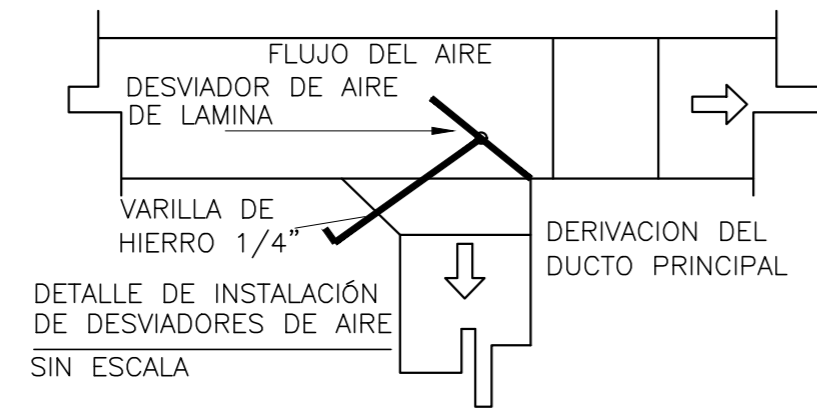 FLUJO DEL AIRE
DESVIADOR DE AIRE
DE LAMINA
VARILLA DE
HIERRO 1/4”
DERIVACION DEL
DUCTO PRINCIPAL
DETALLE DE INSTALACIÓN
DE DESVIADORES DE AIRE
SIN ESCALA